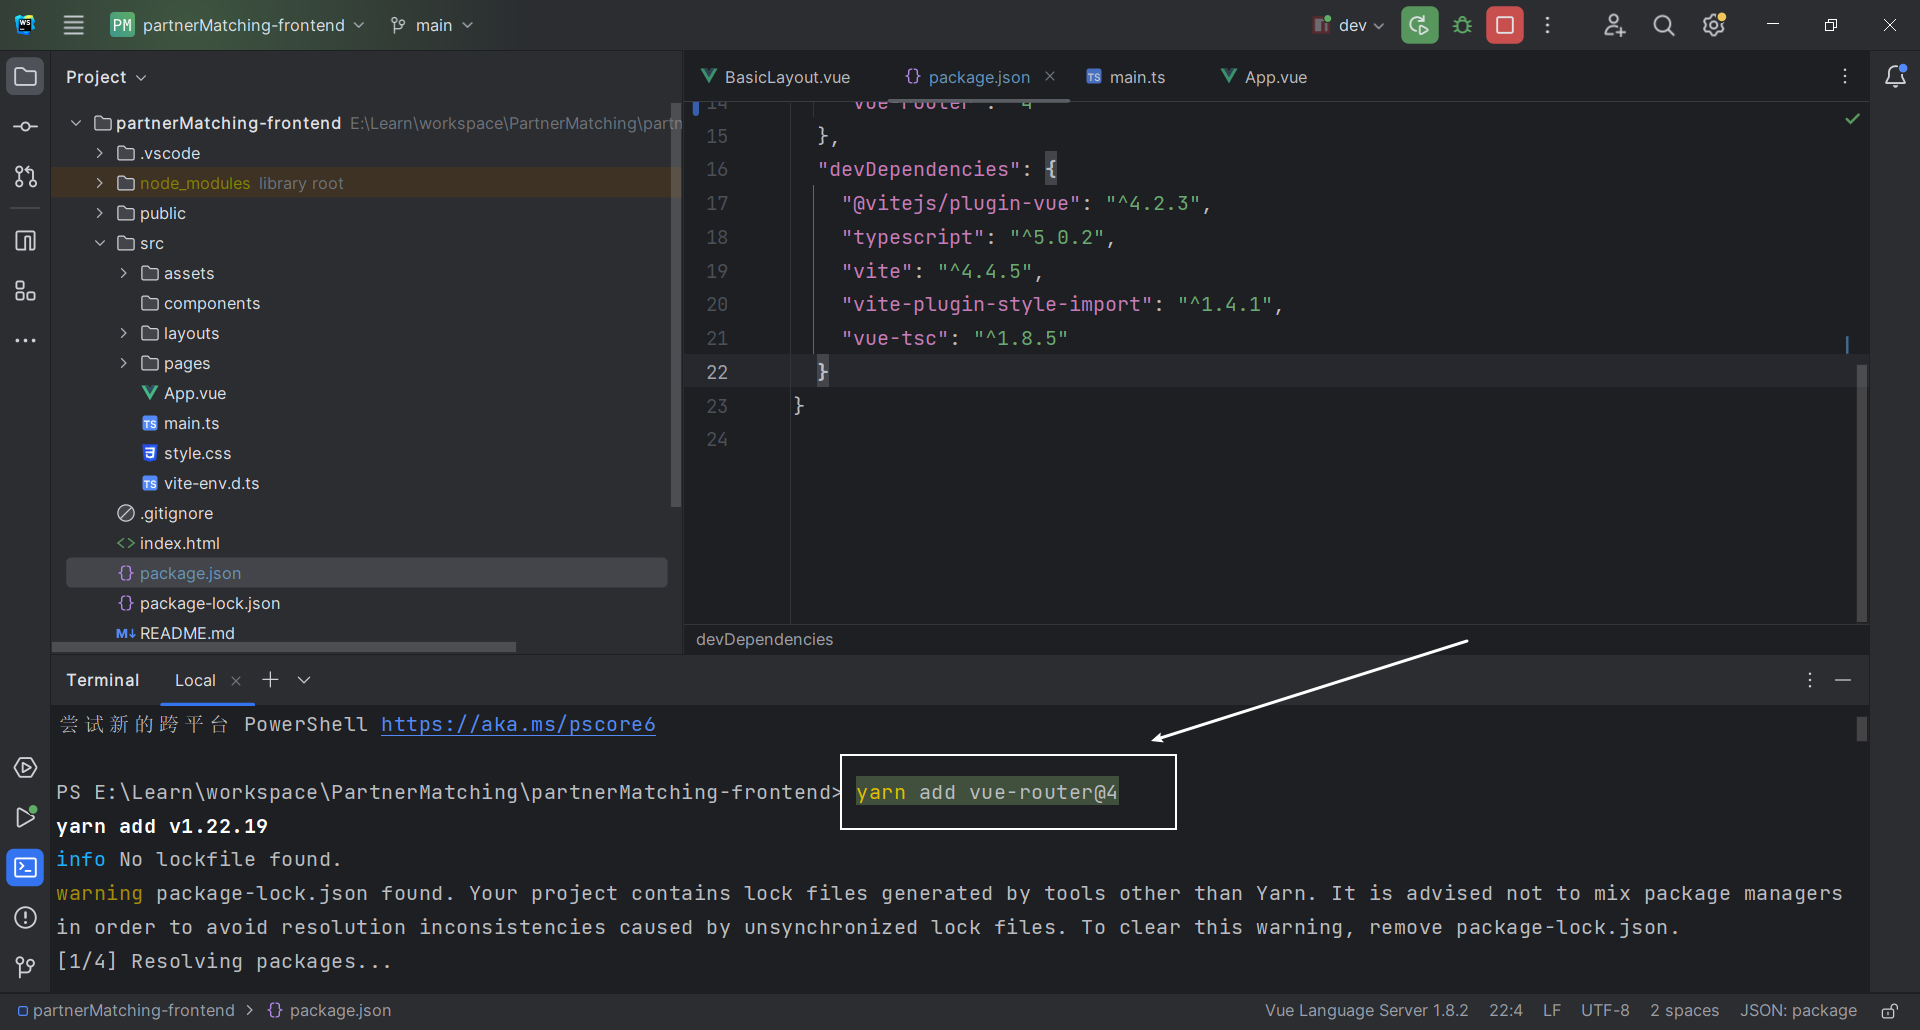 PM partnerMatching-frontend main dev
Project
partnerMatching-frontend E:\Learn\workspace\PartnerMatching\partn
.vscode
node_modules library root
public
src
assets
components
layouts
pages
App.vue
main.ts
style.css
vite-env.d.ts
.gitignore
index.html
package.json
package-lock.json
README.md
BasicLayout.vue package.json main.ts App.vue
14 "vue-router": "4"
15 },
16 "devDependencies": {
17 "@vitejs/plugin-vue": "^4.2.3",
18 "typescript": "^5.0.2",
19 "vite": "^4.4.5",
20 "vite-plugin-style-import": "^1.4.1",
21 "vue-tsc": "^1.8.5"
22 }
23 }
24
devDependencies
Terminal Local
尝试新的跨平台 PowerShell https://aka.ms/pscore6
PS E:\Learn\workspace\PartnerMatching\partnerMatching-frontend> yarn add vue-router@4
yarn add v1.22.19
info No lockfile found.
warning package-lock.json found. Your project contains lock files generated by tools other than Yarn. It is advised not to mix package managers
in order to avoid resolution inconsistencies caused by unsynchronized lock files. To clear this warning, remove package-lock.json.
[1/4] Resolving packages...
partnerMatching-frontend > package.json Vue Language Server 1.8.2 22:4 LF UTF-8 2 spaces JSON: package